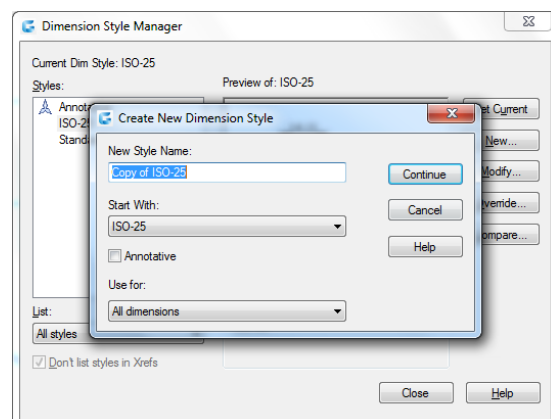 Dimension Style Manager
Current Dim Style: ISO-25
Styles:
Preview of: ISO-25
Create New Dimension Style
New Style Name:
Copy of ISO-25
Continue
Start With:
ISO-25
Cancel
Annotative
Help
Use for:
All dimensions
New...
List:
All styles
Don't list styles in Xrefs
Close
Help